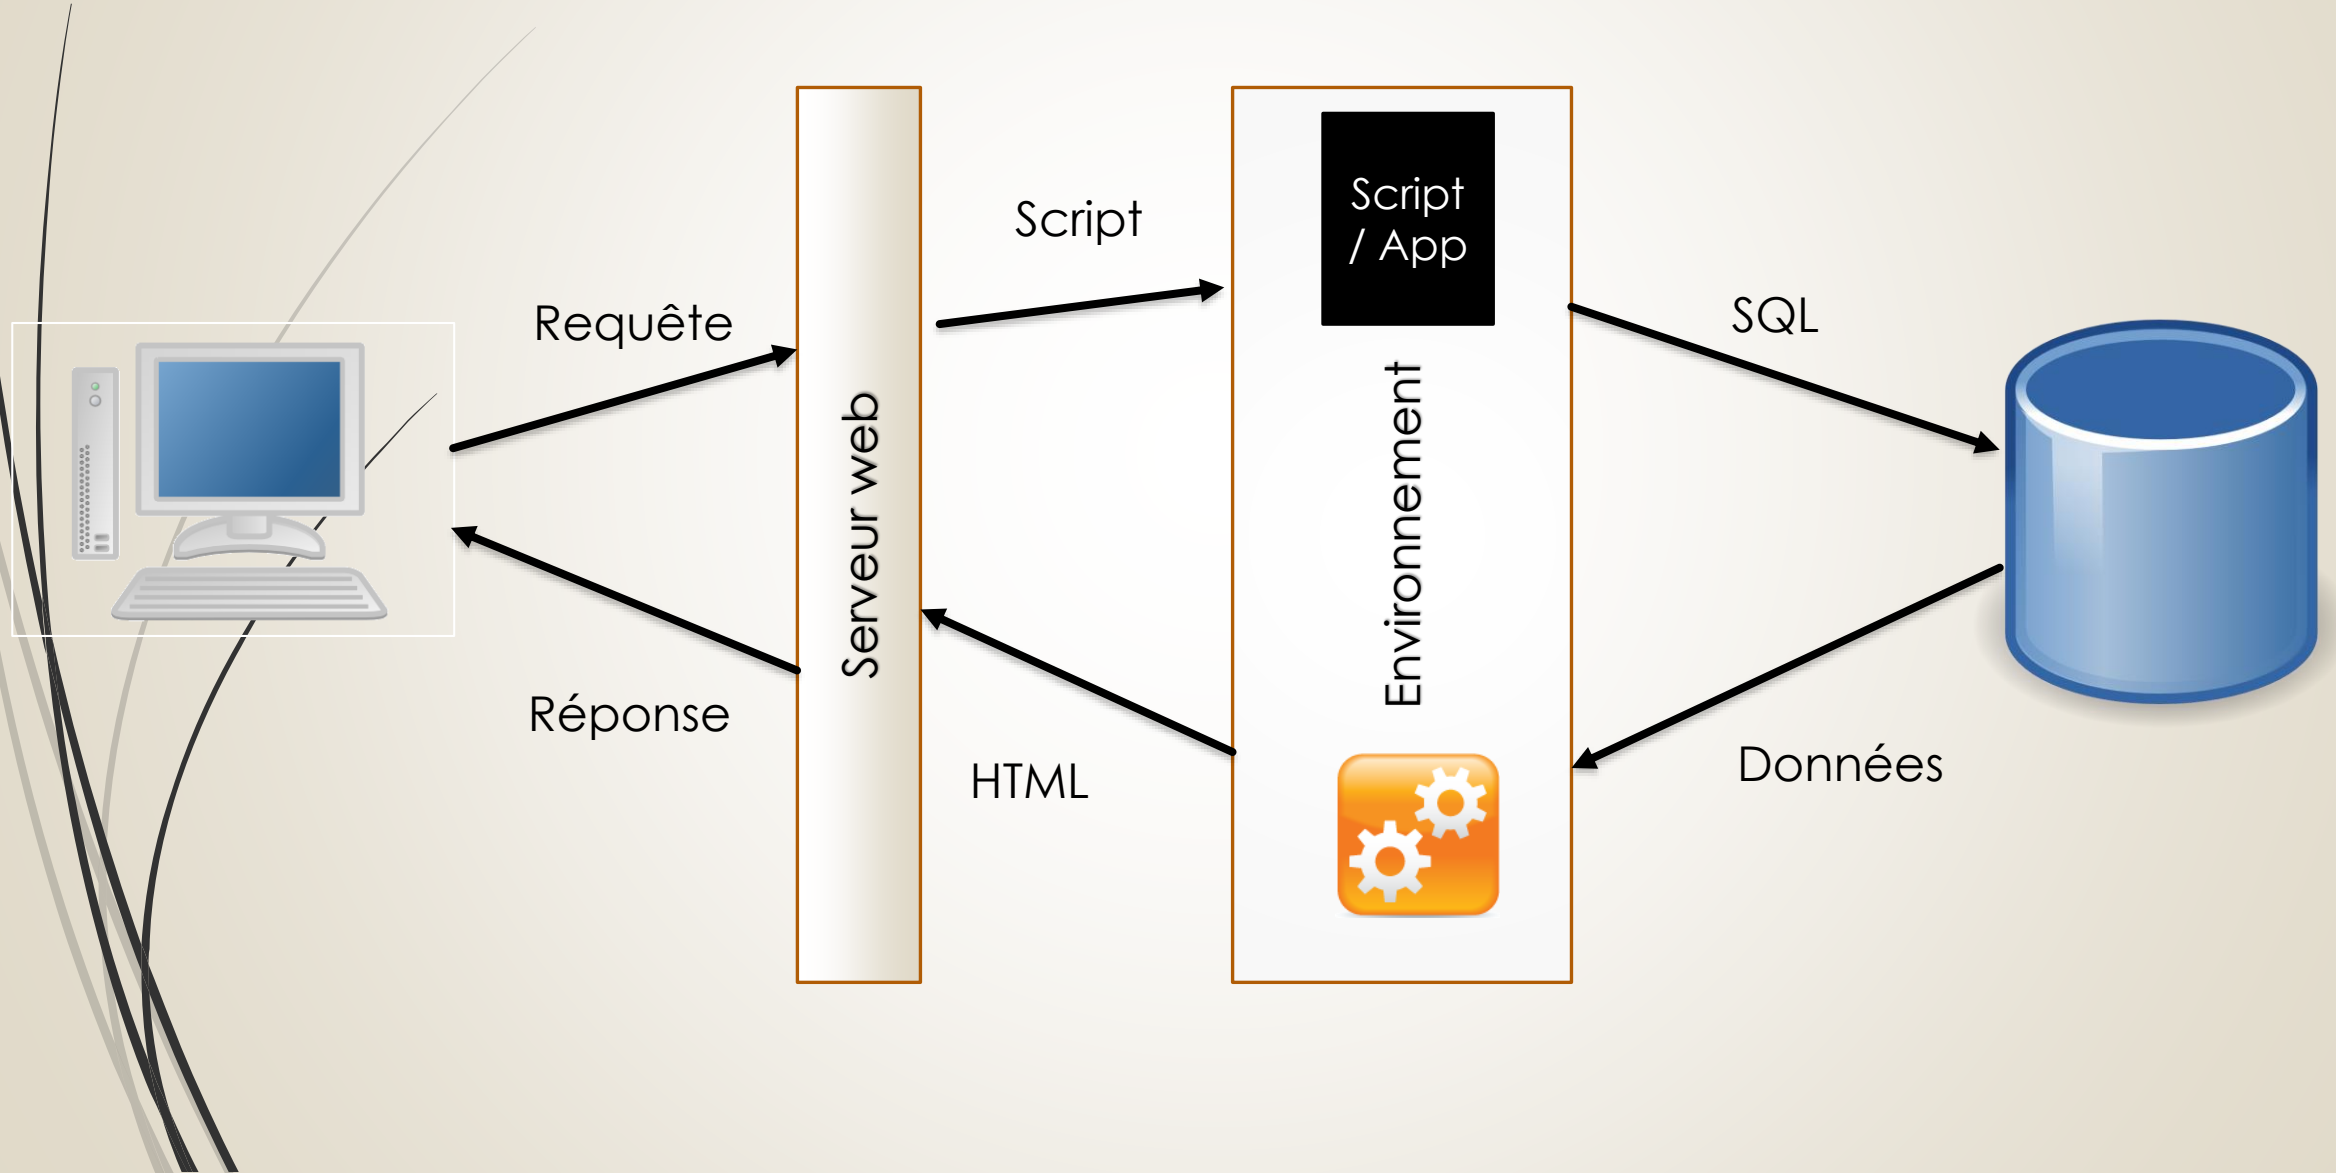 Requête
Réponse
Serveur web
Script
HTML
Script
/ App
Environnement
SQL
Données